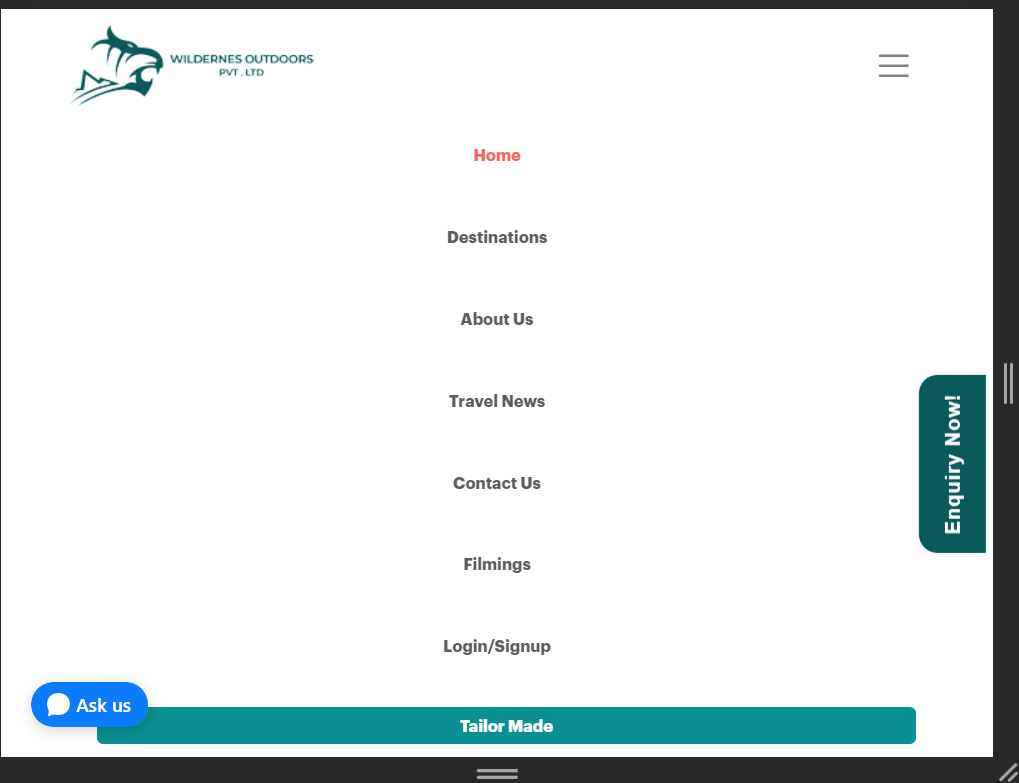 WILDERNES OUTDOORS
PVT . LTD
Home
Destinations
About Us
Travel News
Contact Us
Enquiry Now!
Filmings
Login/Signup
Ask us
Tailor Made